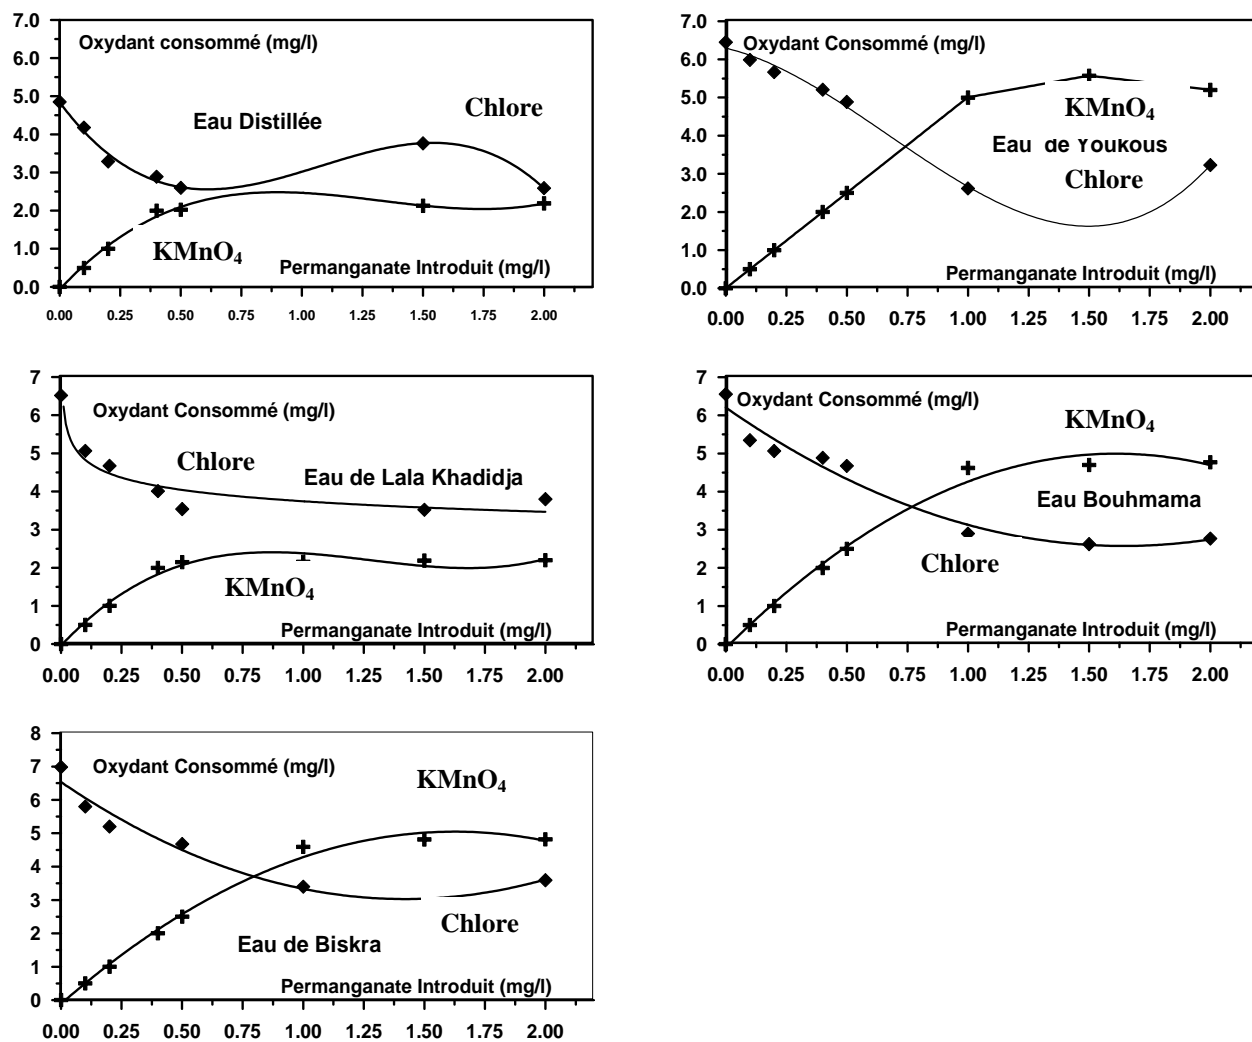 7.0
Oxydant consommé (mg/l)
6.0
5.0
Eau Distillée
Chlore
4.0
3.0
2.0
1.0
KMnO4
Permanganate Introduit (mg/l)
0.0
0.00 0.25 0.50 0.75 1.00 1.25 1.50 1.75 2.00
7.0
Oxydant Consommé (mg/l)
6.0
5.0
KMnO4
4.0
Eau de Youkous
3.0
Chlore
2.0
1.0
Permanganate Introduit (mg/l)
0.0
0.00 0.25 0.50 0.75 1.00 1.25 1.50 1.75 2.00
7
Oxydant Consommé (mg/l)
6
5
Chlore
Eau de Lala Khadidja
4
3
2
KMnO4
1
Permanganate Introduit (mg/l)
0
0.00 0.25 0.50 0.75 1.00 1.25 1.50 1.75 2.00
7
Oxydant Consommé (mg/l)
KMnO4
6
5
4
Eau Bouhmama
3
Chlore
2
1
Permanganate Introduit (mg/l)
0
0.00 0.25 0.50 0.75 1.00 1.25 1.50 1.75 2.00
8
7
Oxydant Consommé (mg/l)
KMnO4
6
5
4
3
Chlore
2
Eau de Biskra
1
Permanganate Introduit (mg/l)
0
0.00 0.25 0.50 0.75 1.00 1.25 1.50 1.75 2.00